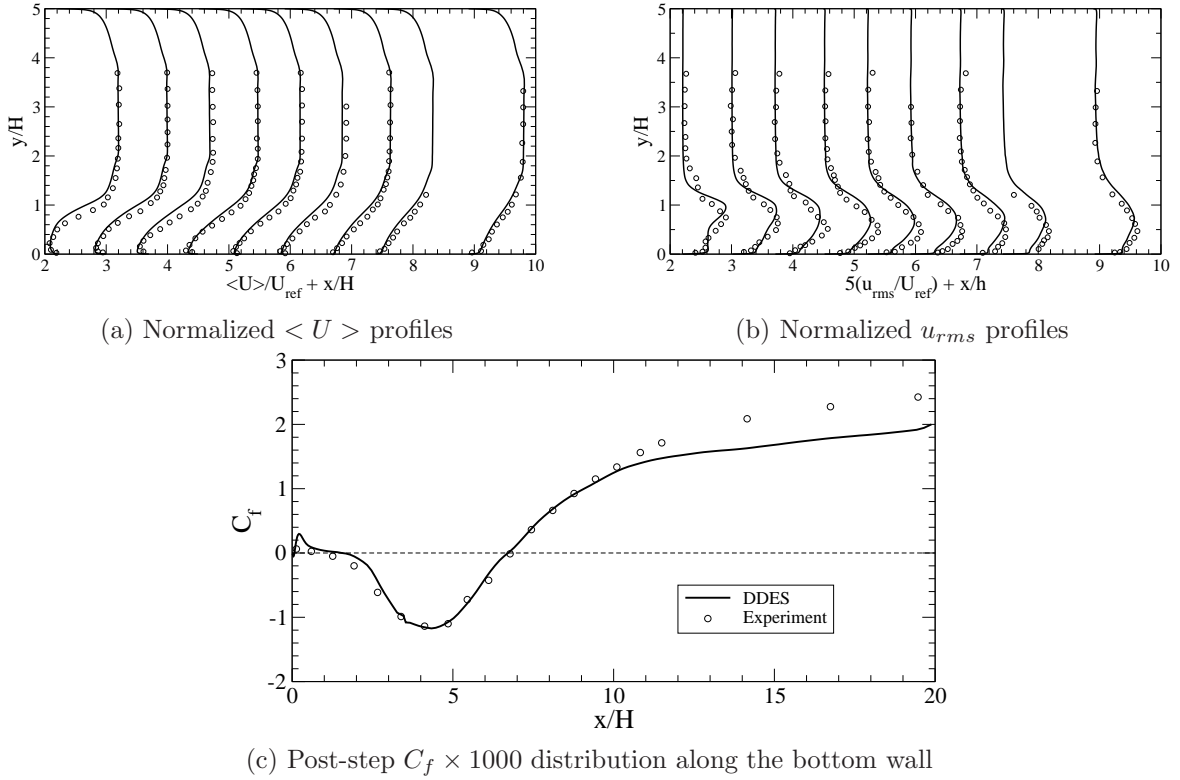 5
4
3
2
1
0
y/H
2 3 4 5 6 7 8 9 10
<U>/U_ref + x/H
5
4
3
2
1
0
y/H
2 3 4 5 6 7 8 9 10
5(u_rms/U_ref) + x/h
(a) Normalized < U > profiles
(b) Normalized u_rms profiles
3
2
1
0
-1
-2
C_f
DDES
Experiment
0 5 10 15 20
x/H
(c) Post-step C_f × 1000 distribution along the bottom wall